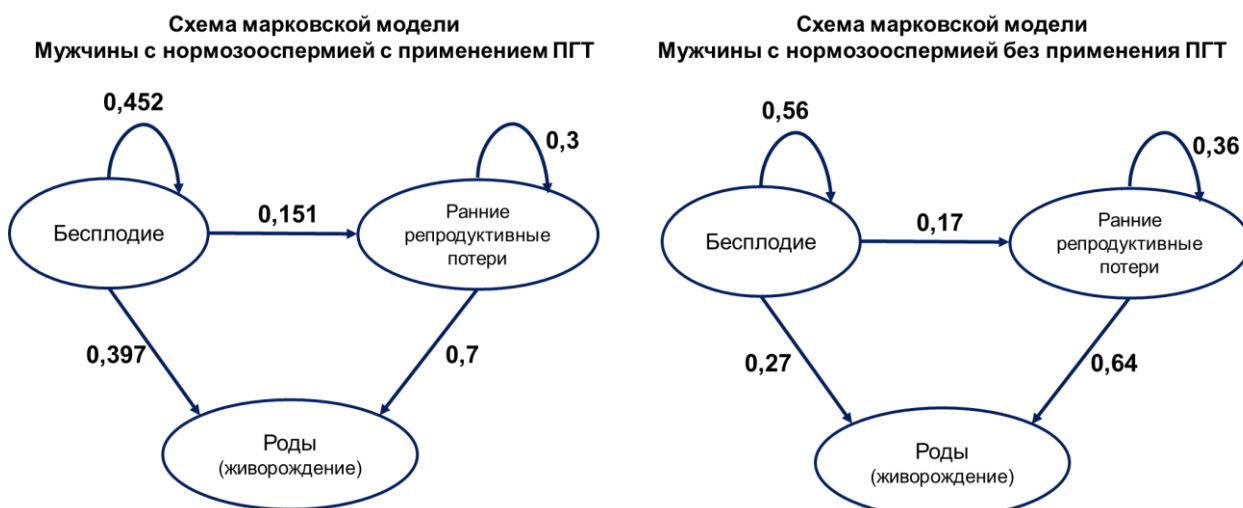 Схема марковской модели
Мужчины с нормозооспермией с применением ПГТ
0,452
0,3
Бесплодие
0,151
Ранние
репродуктивные
потери
0,397
0,7
Роды
(живорождение)
Схема марковской модели
Мужчины с нормозооспермией без применения ПГТ
0,56
0,36
Бесплодие
0,17
Ранние
репродуктивные
потери
0,27
0,64
Роды
(живорождение)